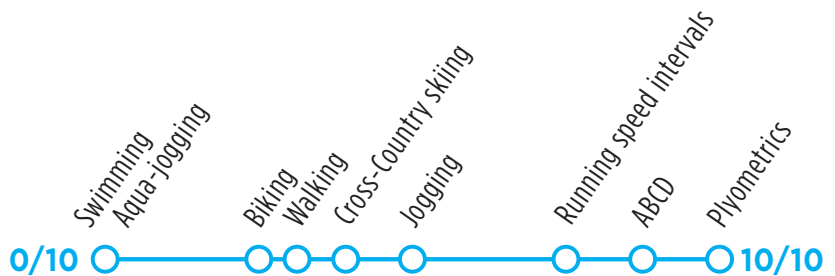 Swimming
Aqua-jogging
Biking
Walking
Cross-Country skiing
Jogging
Running speed intervals
ABCD
Plyometrics
0/10
10/10